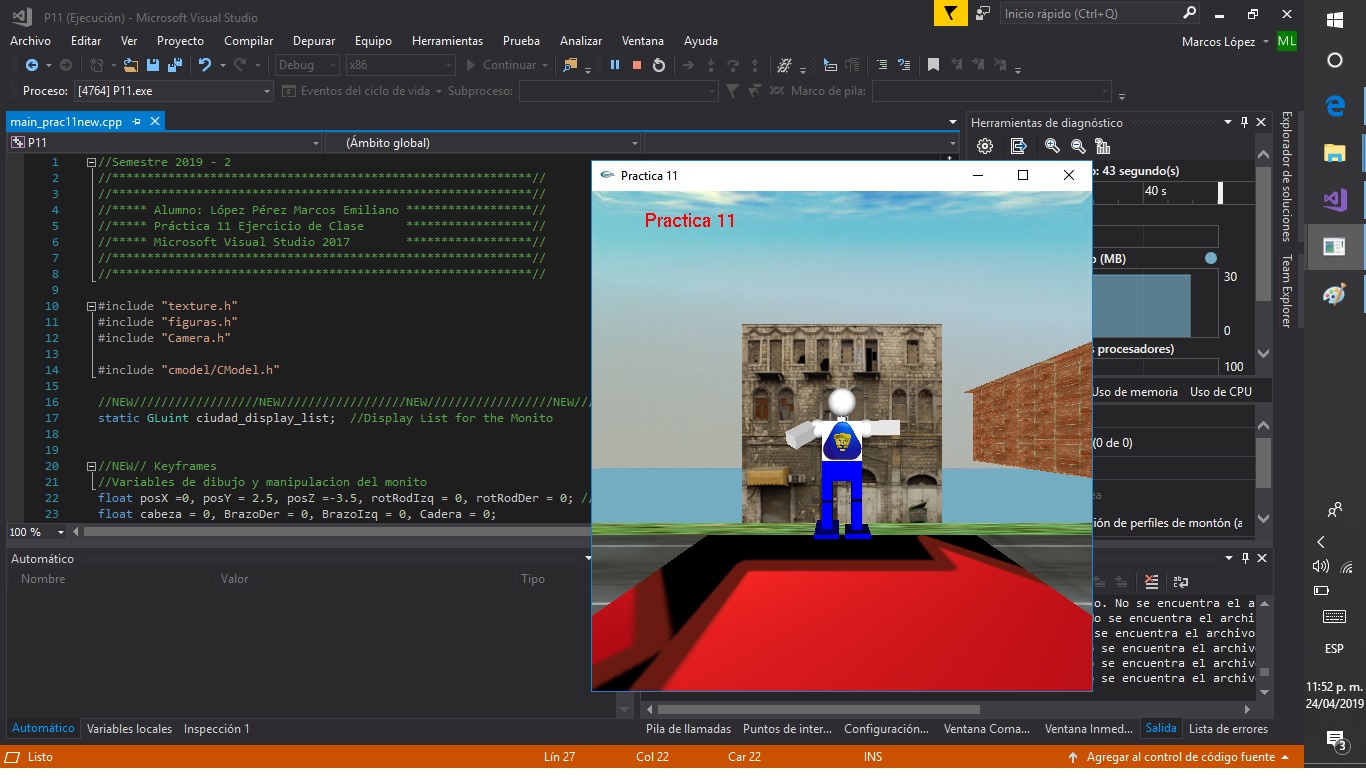 P11 (Ejecución) - Microsoft Visual Studio
Inicio rápido (Ctrl+Q)
Archivo Editar Ver Proyecto Compilar Depurar Equipo Herramientas Prueba Analizar Ventana Ayuda
Marcos López ML
Debug x86 Continuar
Proceso: [4764] P11.exe Eventos del ciclo de vida Subproceso: Marco de pila:
main_prac11new.cpp
P11 (Ámbito global)
1 //Semestre 2019 - 2
2 //************************************************************//
3 //************************************************************//
4 //***** Alumno: López Pérez Marcos Emiliano ******************//
5 //***** Práctica 11 Ejercicio de Clase ******************//
6 //***** Microsoft Visual Studio 2017 ******************//
7 //************************************************************//
8 //************************************************************//
9
10 #include "texture.h"
11 #include "figuras.h"
12 #include "Camera.h"
13
14 #include "cmodel/CModel.h"
15
16 //NEW//////////////////NEW//////////////////NEW//////////////////NEW///
17 static GLuint ciudad_display_list; //Display List for the Monito
18
19
20 //NEW// Keyframes
21 //Variables de dibujo y manipulacion del monito
22 float posX =0, posY = 2.5, posZ =-3.5, rotRodIzq = 0, rotRodDer = 0; //
23 float cabeza = 0, BrazoDer = 0, BrazoIzq = 0, Cadera = 0;
100 %
Practica 11
Practica 11
Herramientas de diagnóstico
: 43 segundo(s)
40 s
(MB)
30
0
procesadores)
100
Uso de memoria Uso de CPU
(0 de 0)
ción de perfiles de montón (a
Explorador de soluciones
Team Explorer
Automático
Nombre Valor Tipo
o. No se encuentra el a
o se encuentra el archi
se encuentra el archivo
se encuentra el archiv
se encuentra el archiv
se encuentra el archiv
Automático Variables locales Inspección 1
Pila de llamadas Puntos de inter... Configuración... Ventana Coma... Ventana Inmed... Salida Lista de errores
Listo Lín 27 Col 22 Car 22 INS Agregar al control de código fuente
ESP
11:52 p. m.
24/04/2019
3